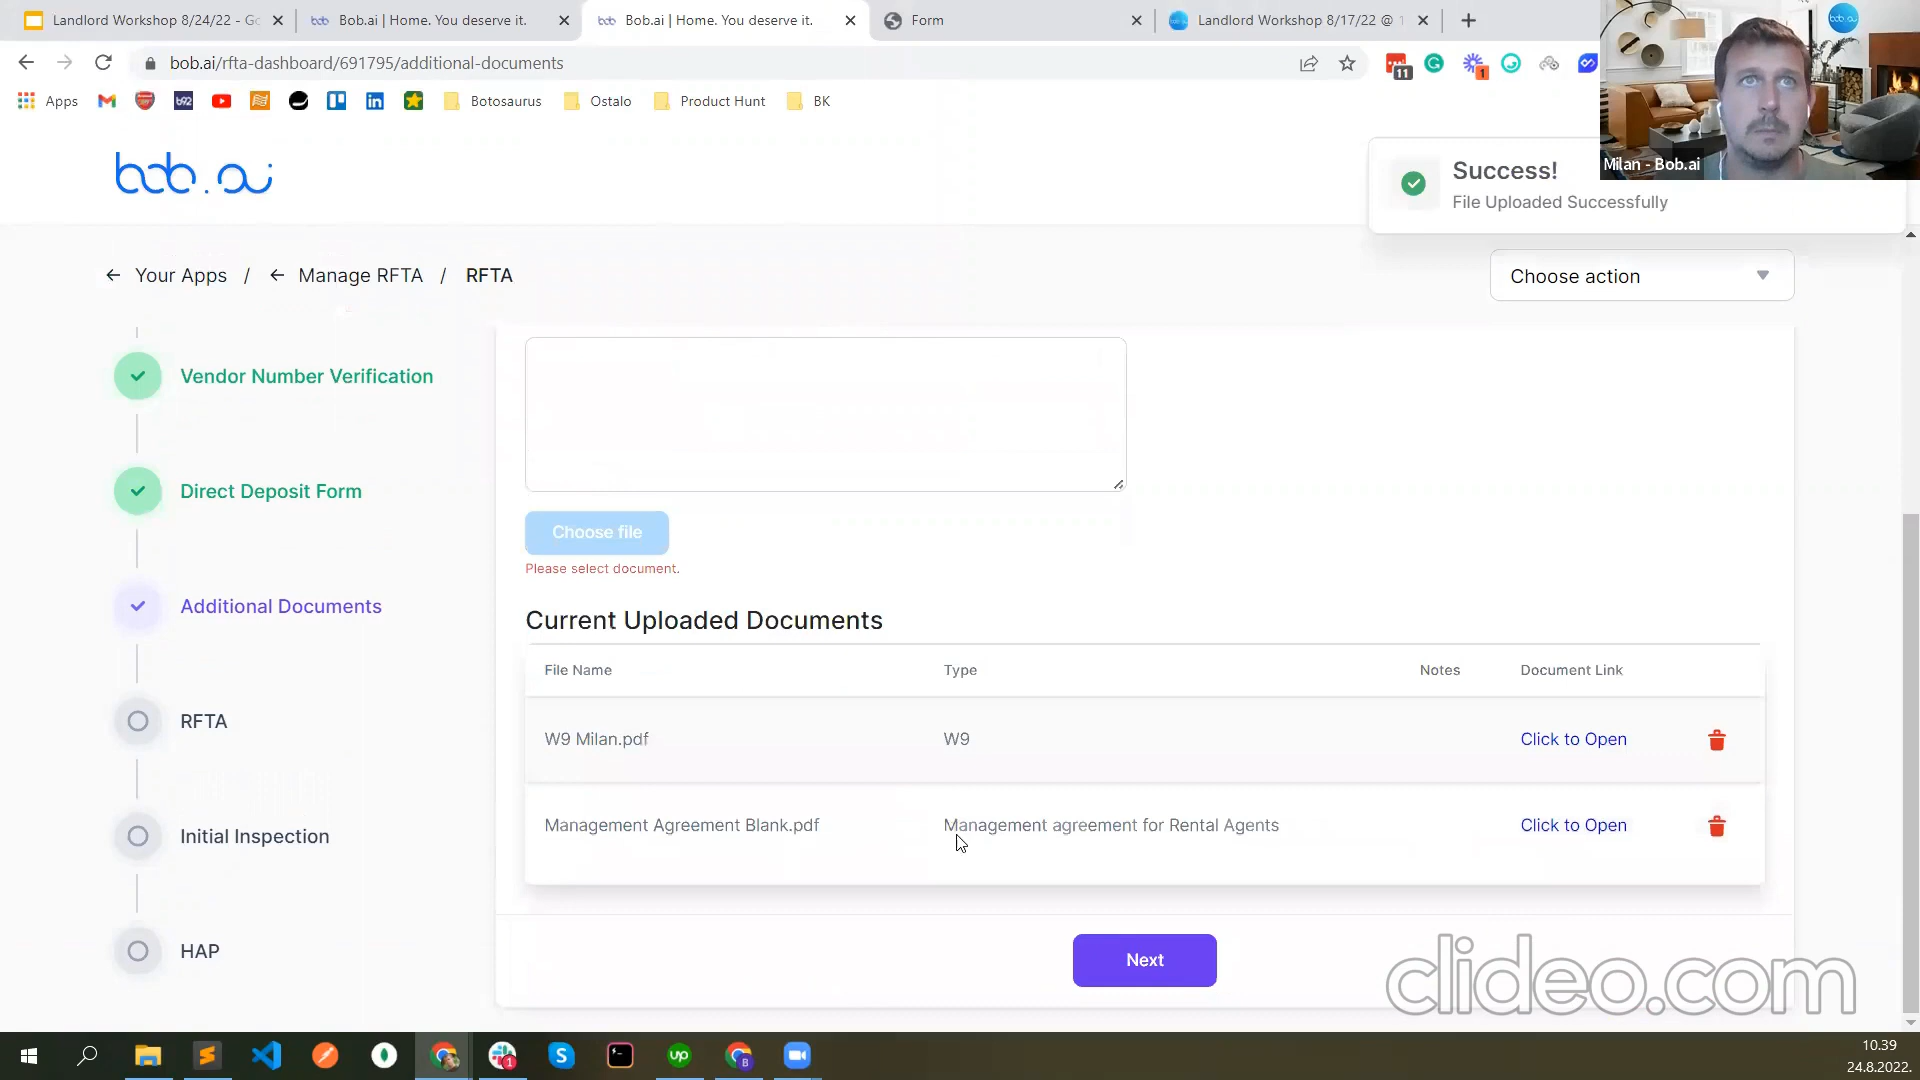 Landlord Workshop 8/24/22 - Go
Bob.ai | Home. You deserve it.
Bob.ai | Home. You deserve it.
Form
Landlord Workshop 8/17/22 @ 1
bob.ai/rfta-dashboard/691795/additional-documents
11
1
Apps
Botosaurus
Ostalo
Product Hunt
BK
bob.ai
Milan - Bob.ai
bob.ai
Success!
File Uploaded Successfully
Your Apps / Manage RFTA / RFTA
Choose action
Vendor Number Verification
Direct Deposit Form
Additional Documents
RFTA
Initial Inspection
HAP
Choose file
Please select document.
Current Uploaded Documents
File Name Type Notes Document Link
W9 Milan.pdf W9 Click to Open
Management Agreement Blank.pdf Management agreement for Rental Agents Click to Open
Next
clideo.com
10.39
24.8.2022.